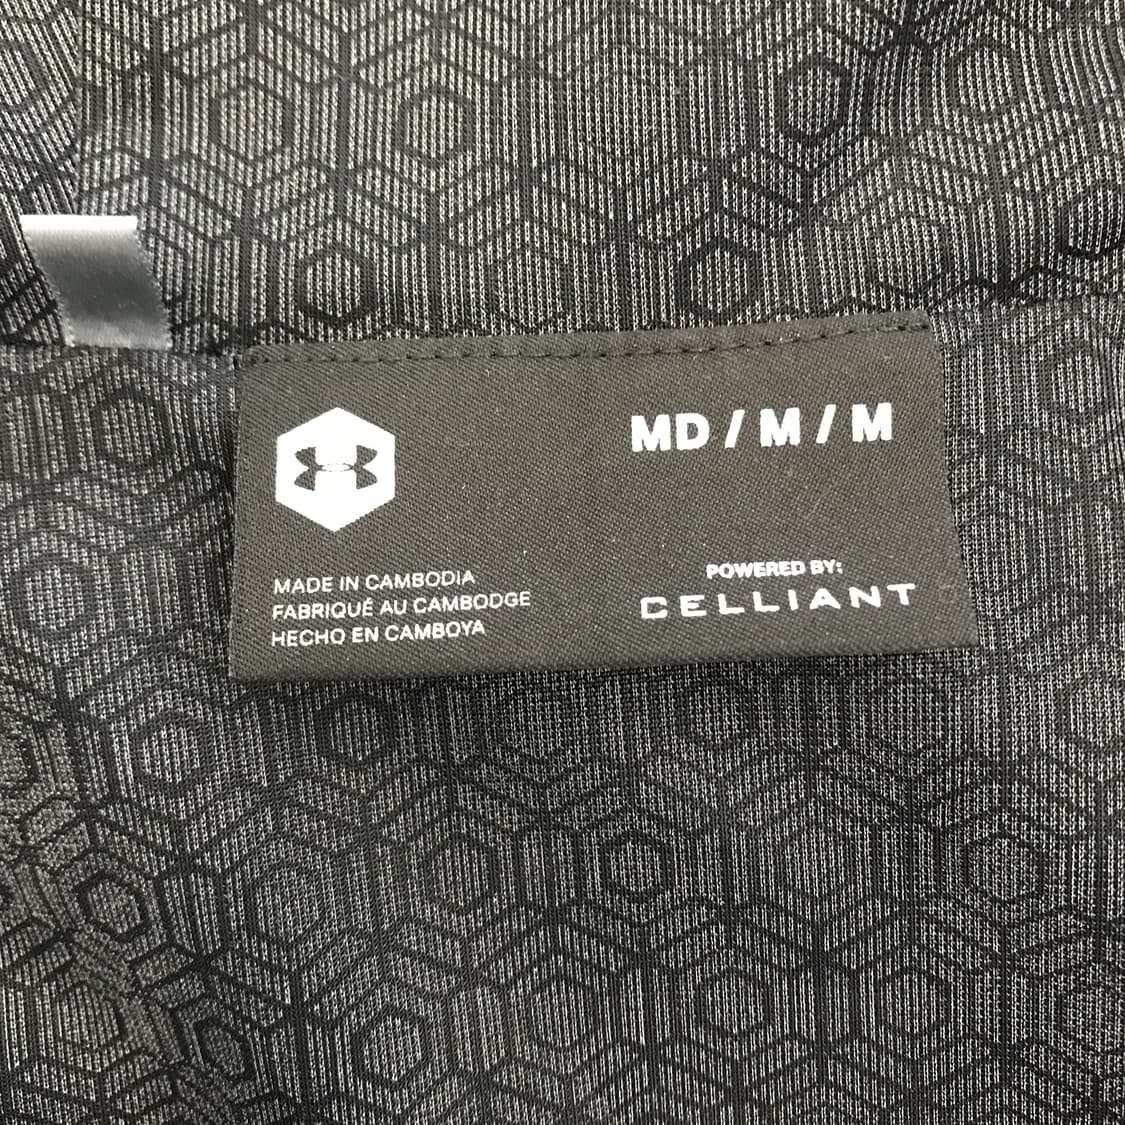 MD / M / M
MADE IN CAMBODIA
FABRIQUÉ AU CAMBODGE
HECHO EN CAMBOYA
POWERED BY:
CELLIANT